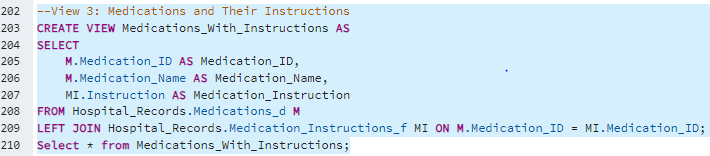 202 --View 3: Medications and Their Instructions
203 CREATE VIEW Medications_With_Instructions AS
204 SELECT
205     M.Medication_ID AS Medication_ID,
206     M.Medication_Name AS Medication_Name,
207     MI.Instruction AS Medication_Instruction
208 FROM Hospital_Records.Medications_d M
209 LEFT JOIN Hospital_Records.Medication_Instructions_f MI ON M.Medication_ID = MI.Medication_ID;
210 Select * from Medications_With_Instructions;